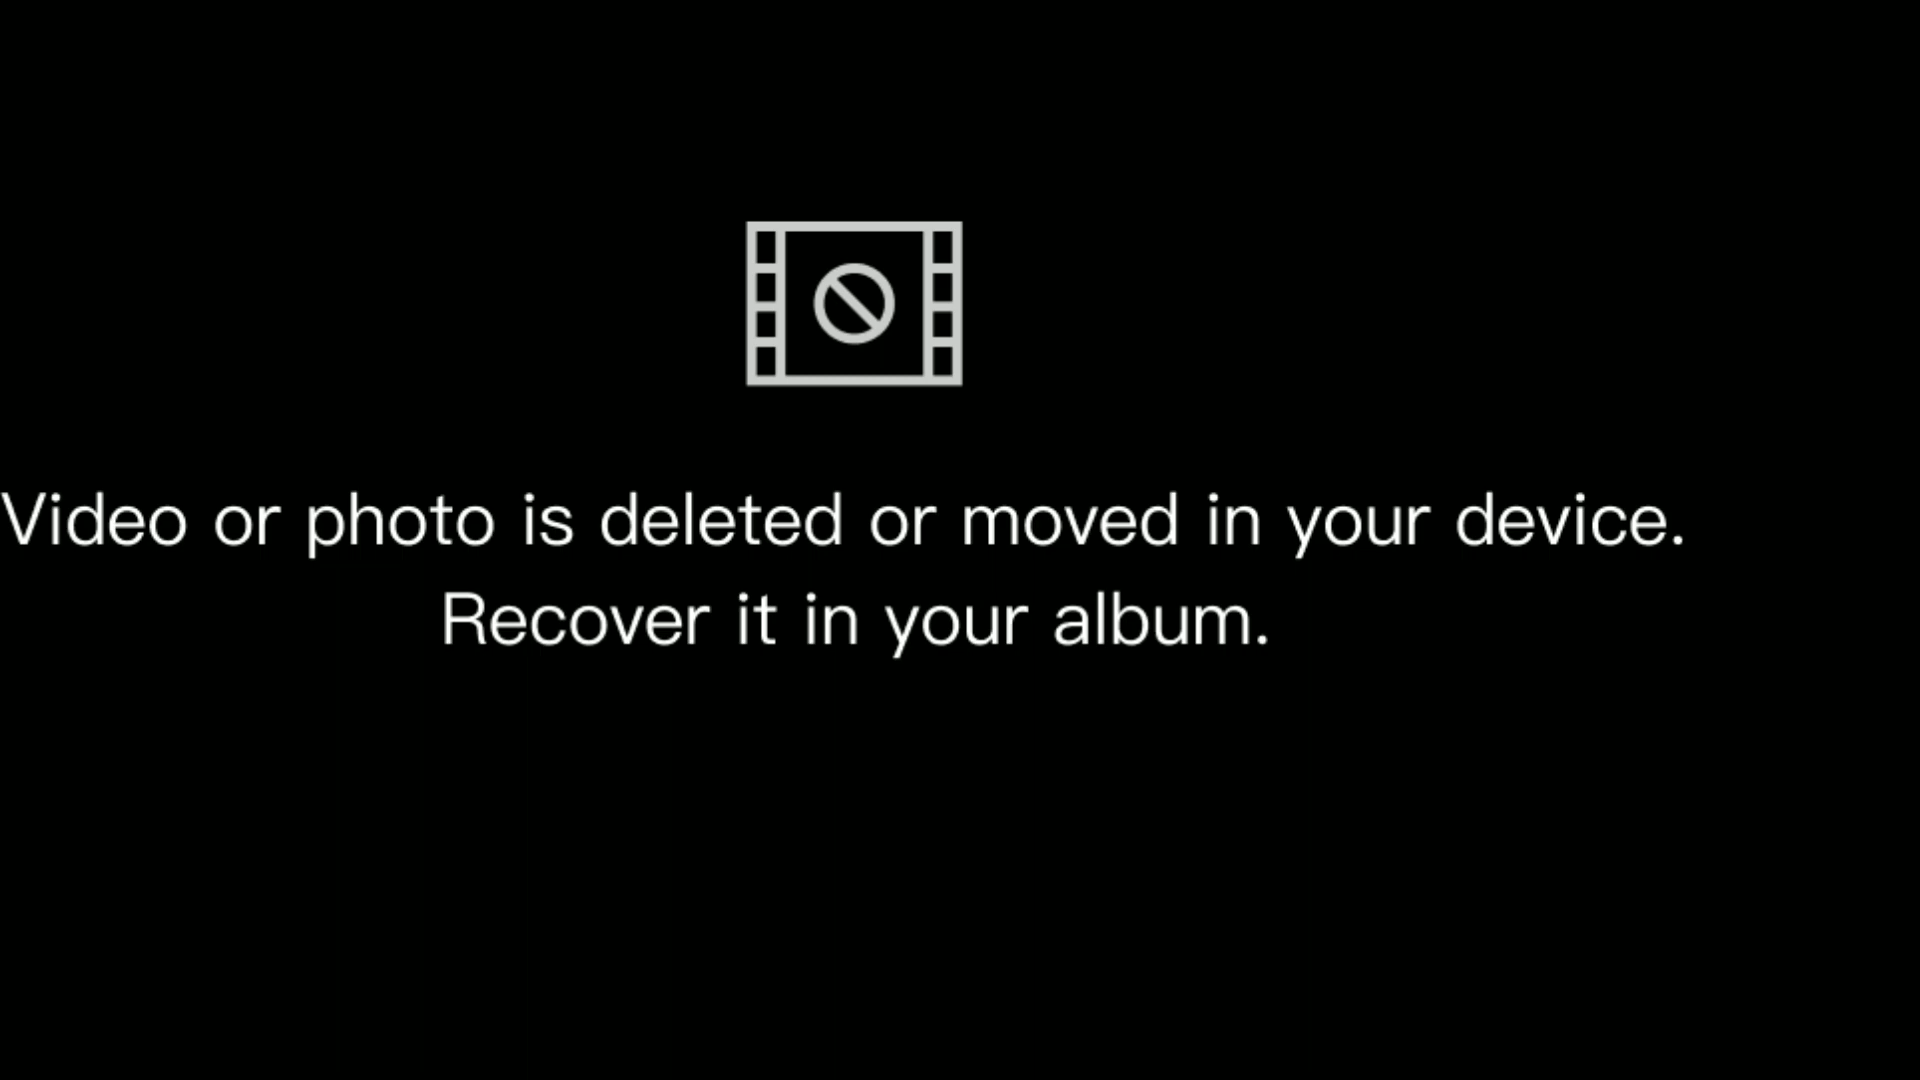 Video or photo is deleted or moved in your device.
Recover it in your album.